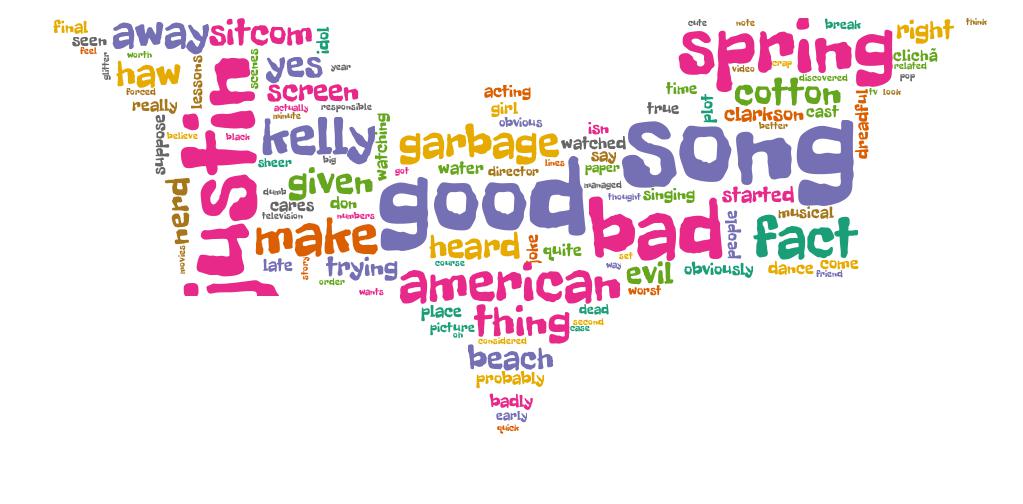 final
seen
feel
away
sitcom
idol
worth
glitter
haw
forced
really
lessons
scenes
yes
year
screen
actually
responsible
minute
justin
believe
black
suppose
nerd
movies
kelly
watching
sheer
big
dumb
given
cares
don
television
numbers
make
late
story
trying
order
wants
acting
girl
obvious
garbage
got
water
director
lines
isn
watched
say
paper
managed
good
heard
course
joke
quite
american
place
picture
oh
thing
dead
second
case
considered
beach
probably
badly
early
quick
cute
note
break
right
think
spring
video
crap
discovered
clichã
related
pop
tv
look
time
cotton
true
plot
clarkson
cast
better
dreadful
song
thought
singing
started
bad
people
musical
fact
set
way
evil
worst
obviously
dance
come
friend